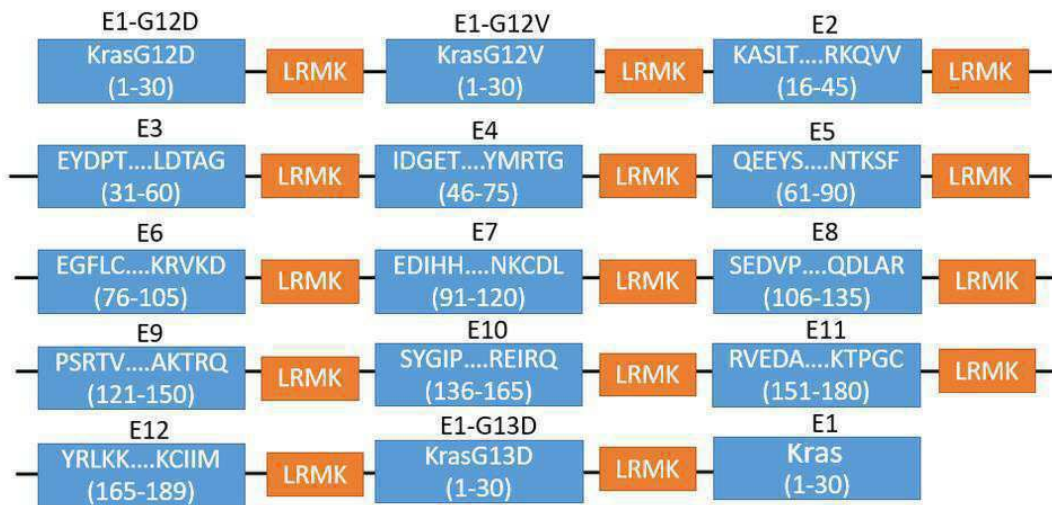 E1-G12D E1-G12V E2
KrasG12D
(1-30)
LRMK
KrasG12V
(1-30)
LRMK
KASLT....RKQVV
(16-45)
LRMK
E3 E4 E5
EYDPT....LDTAG
(31-60)
LRMK
IDGET....YMRTG
(46-75)
LRMK
QEEYS....NTKSF
(61-90)
LRMK
E6 E7 E8
EGFLC....KRVKD
(76-105)
LRMK
EDIHH....NKCDL
(91-120)
LRMK
SEDVP....QDLAR
(106-135)
LRMK
E9 E10 E11
PSRTV....AKTRQ
(121-150)
LRMK
SYGIP....REIRQ
(136-165)
LRMK
RVEDA....KTPGC
(151-180)
LRMK
E12 E1-G13D E1
YRLKK....KCIIM
(165-189)
LRMK
KrasG13D
(1-30)
LRMK
Kras
(1-30)